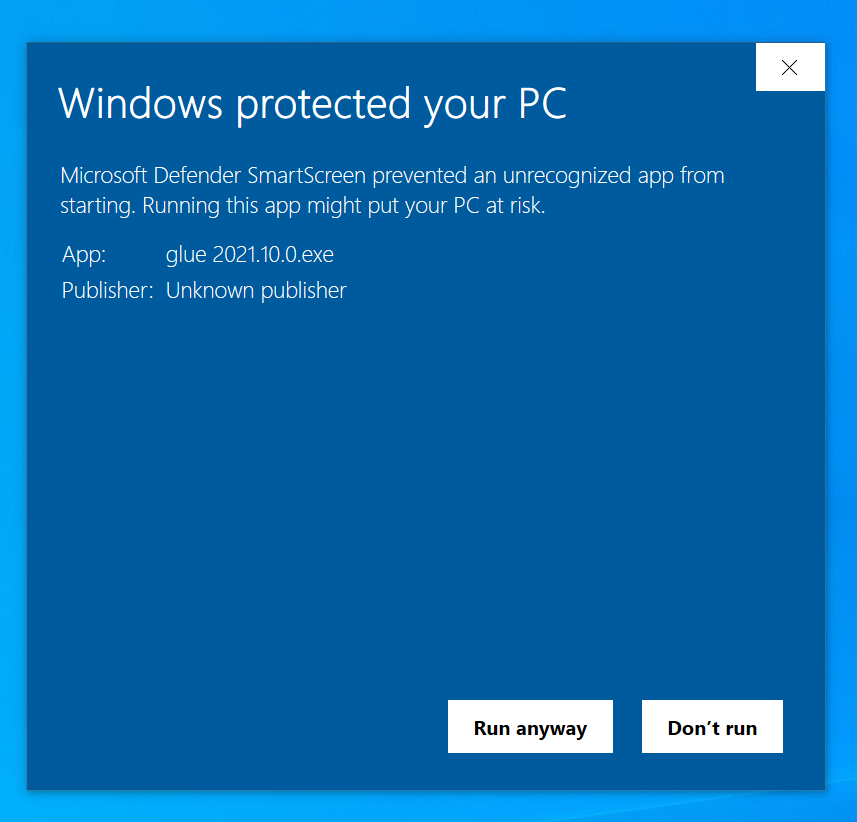 Windows protected your PC
Microsoft Defender SmartScreen prevented an unrecognized app from
starting. Running this app might put your PC at risk.
App: glue 2021.10.0.exe
Publisher: Unknown publisher
Run anyway Don’t run